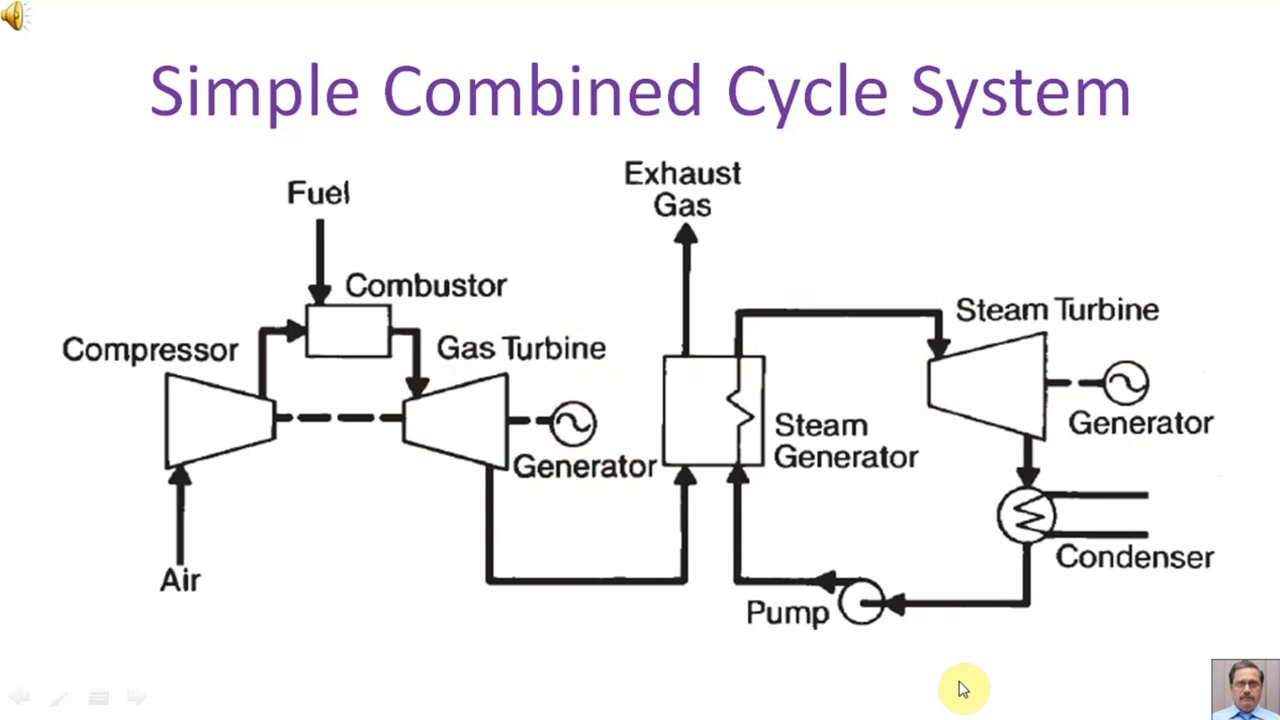 Simple Combined Cycle System
Exhaust
Gas
Fuel
Combustor
Steam Turbine
Compressor
Gas Turbine
Steam
Generator
Generator
Generator
Condenser
Air
Pump